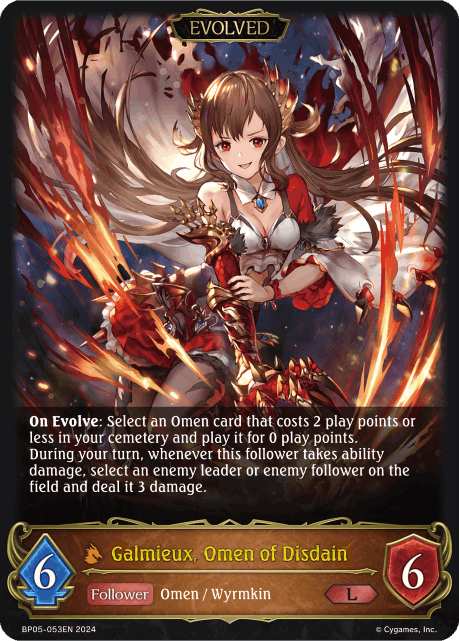 EVOLVED
On Evolve: Select an Omen card that costs 2 play points or
less in your cemetery and play it for 0 play points.
During your turn, whenever this follower takes ability
damage, select an enemy leader or enemy follower on the
field and deal it 3 damage.
Galmieux, Omen of Disdain
6
Follower
Omen / Wyrmkin
L
6
BP05-053EN 2024
© Cygames, Inc.